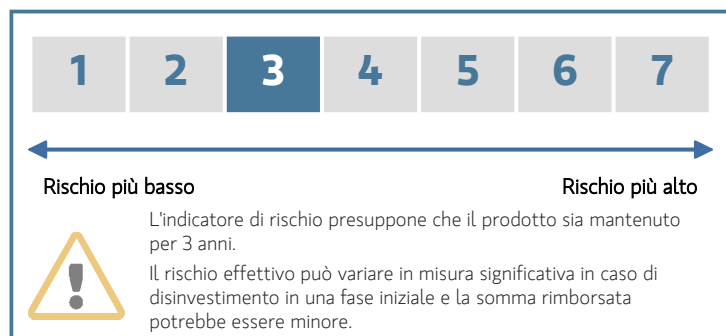 1 2 3 4 5 6 7
Rischio più basso Rischio più alto
L'indicatore di rischio presuppone che il prodotto sia mantenuto
per 3 anni.
Il rischio effettivo può variare in misura significativa in caso di
disinvestimento in una fase iniziale e la somma rimborsata
potrebbe essere minore.